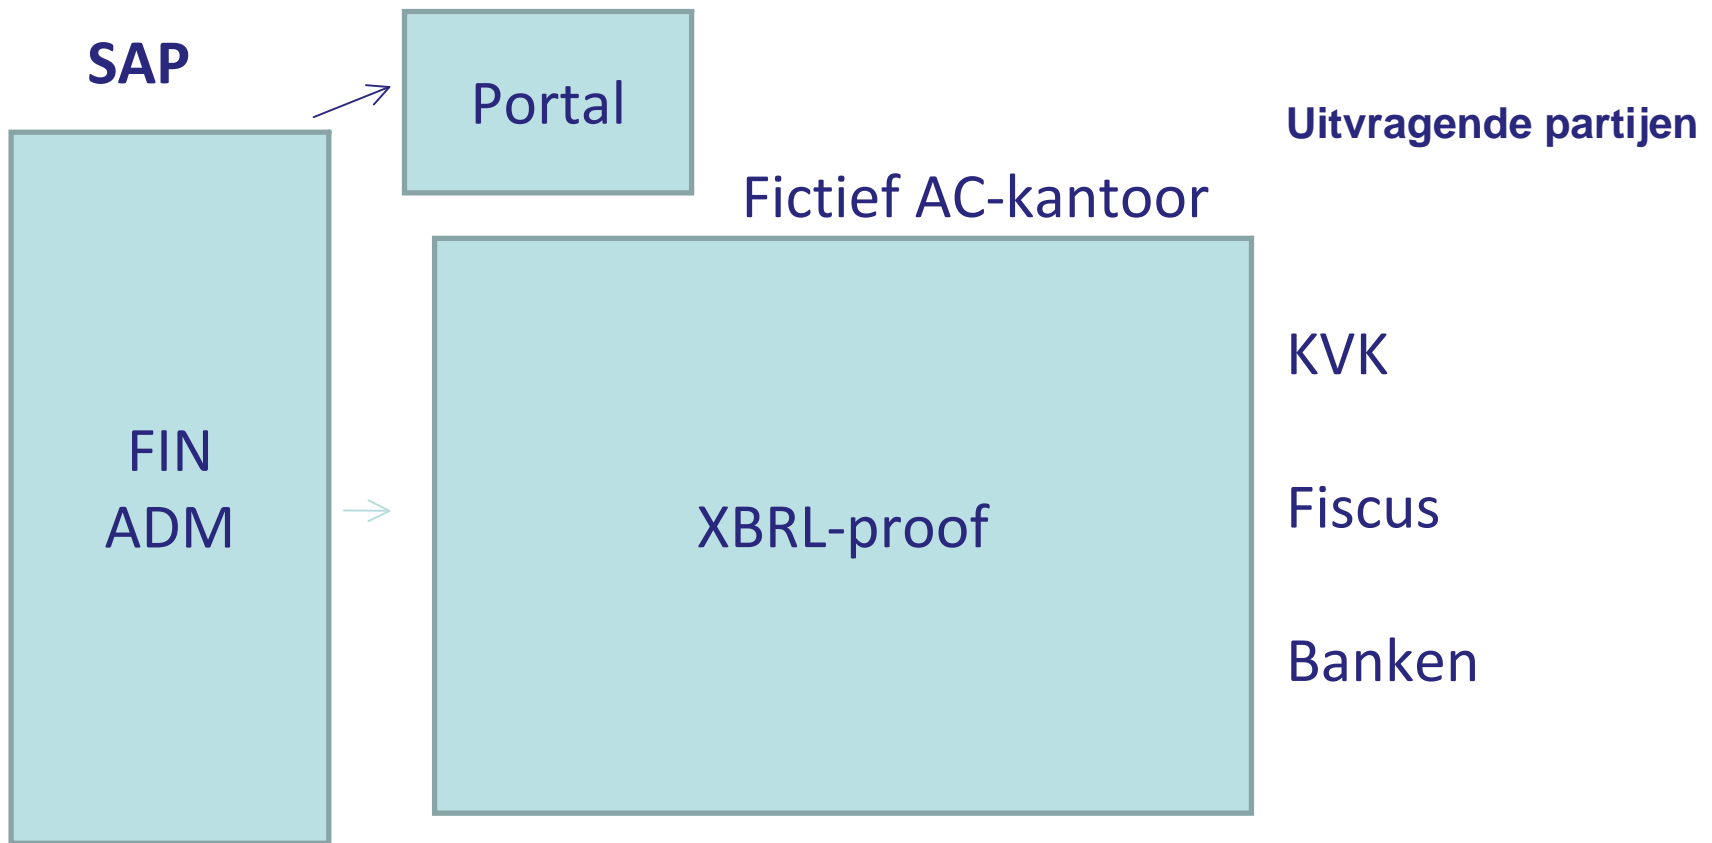 SAP
Portal
Uitvragende partijen
Fictief AC-kantoor
KVK
FIN
ADM
XBRL-proof
Fiscus
Banken